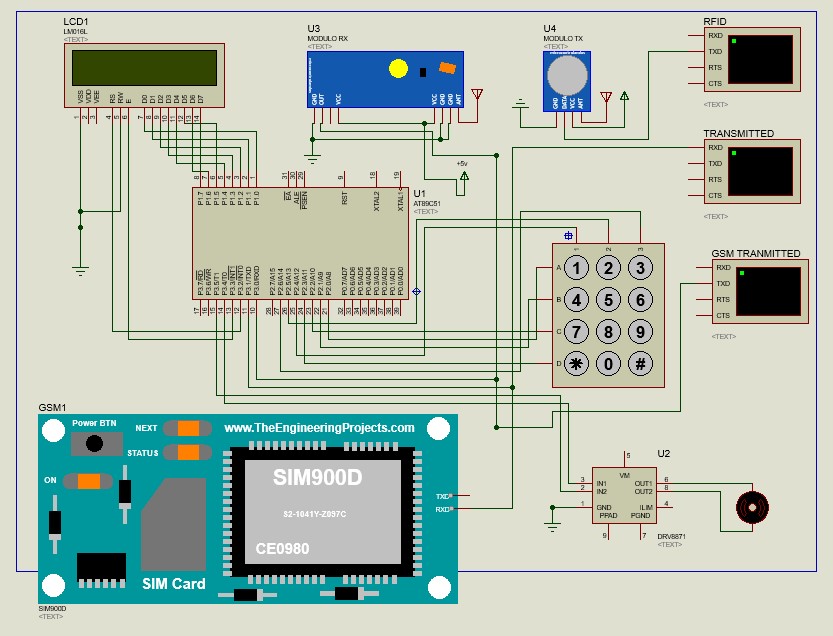 LCD1
LM016L
<TEXT>
VSS VDD VEE RS RW E D0 D1 D2 D3 D4 D5 D6 D7
1 2 3 4 5 6 7 8 9 10 11 12 13 14
U3
MODULO RX
<TEXT>
GND OUT VCC VCC GND GND ANT
U4
MODULO TX
<TEXT>
GND DATA VCC ANT
RFID
RXD
TXD
RTS
CTS
<TEXT>
TRANSMITTED
RXD
TXD
RTS
CTS
<TEXT>
GSM TRANMITTED
RXD
TXD
RTS
CTS
<TEXT>
+5v
U1
AT89C51
<TEXT>
8 7 6 5 4 3 2 1 31 30 29 9 18 19
P1.7 P1.6 P1.5 P1.4 P1.3 P1.2 P1.1 P1.0 EA ALE PSEN RST XTAL2 XTAL1
P3.7/RD P3.6/WR P3.5/T1 P3.4/T0 P3.3/INT1 P3.2/INT0 P3.1/TXD P3.0/RXD P2.7/A15 P2.6/A14 P2.5/A13 P2.4/A12 P2.3/A11 P2.2/A10 P2.1/A9 P2.0/A8 P0.7/AD7 P0.6/AD6 P0.5/AD5 P0.4/AD4 P0.3/AD3 P0.2/AD2 P0.1/AD1 P0.0/AD0
17 16 15 14 13 12 11 10 28 27 26 25 24 23 22 21 32 33 34 35 36 37 38 39
1 2 3
A 1 2 3
B 4 5 6
C 7 8 9
D * 0 #
GSM1
Power BTN
NEXT
STATUS
ON
www.TheEngineeringProjects.com
SIM900D
S2-1041Y-Z097C
CE0980
SIM Card
TXD
RXD
SIM900D
<TEXT>
U2
5
VM
3 IN1 OUT1 6
2 IN2 OUT2 8
1 GND ILIM 4
PPAD PGND
9 7
DRV8871
<TEXT>